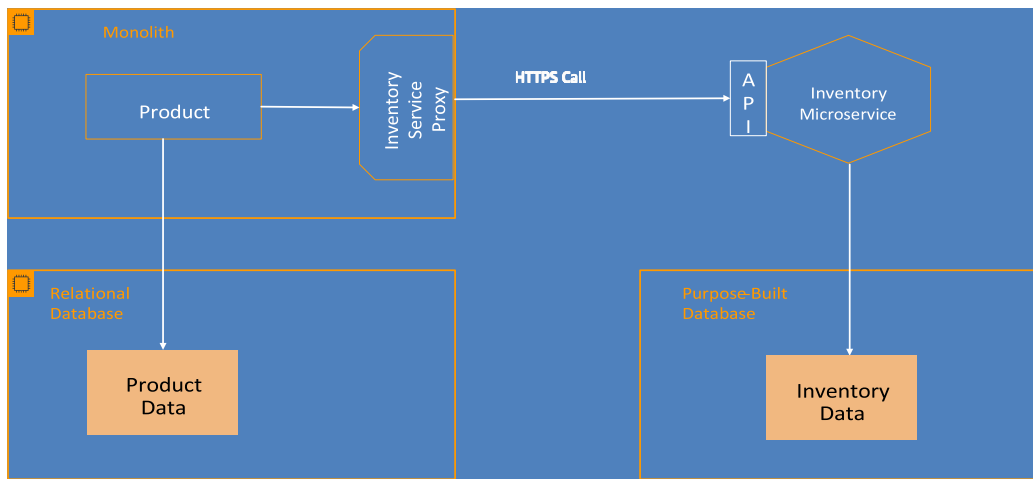 Monolith
Product
Inventory
Service
Proxy
HTTPS Call
A
P
I
Inventory
Microservice
Relational
Database
Product
Data
Purpose-Built
Database
Inventory
Data